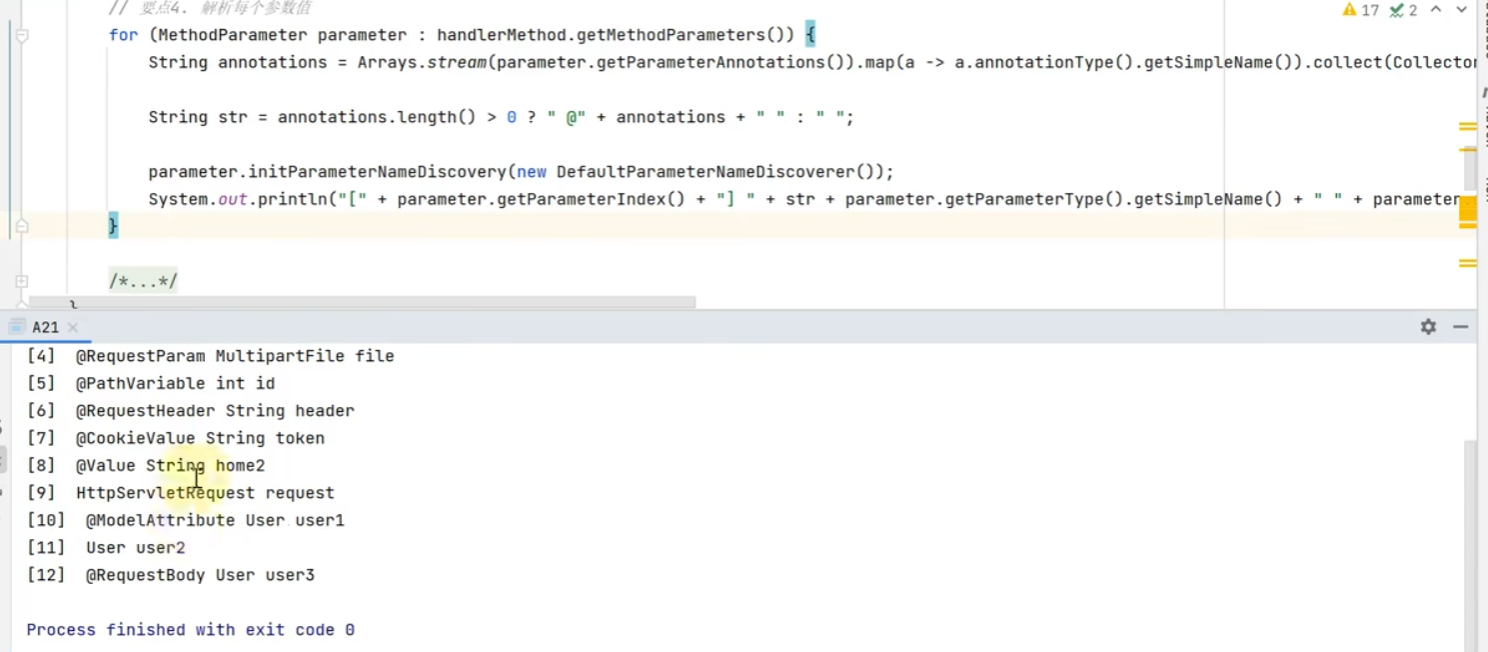 // 要点4. 解析每个参数值
17 2
for (MethodParameter parameter : handlerMethod.getMethodParameters()) {
String annotations = Arrays.stream(parameter.getParameterAnnotations()).map(a -> a.annotationType().getSimpleName()).collect(Collector
String str = annotations.length() > 0 ? " @" + annotations + " " : " ";
parameter.initParameterNameDiscovery(new DefaultParameterNameDiscoverer());
System.out.println("[" + parameter.getParameterIndex() + "] " + str + parameter.getParameterType().getSimpleName() + " " + parameter
}
/*...*/
}
A21
[4] @RequestParam MultipartFile file
[5] @PathVariable int id
[6] @RequestHeader String header
[7] @CookieValue String token
[8] @Value String home2
[9] HttpServletRequest request
[10] @ModelAttribute User user1
[11] User user2
[12] @RequestBody User user3
Process finished with exit code 0